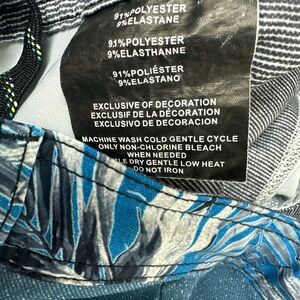 91%POLYESTER
9%ELASTANE
91%POLYESTER
9%ELASTHANNE
91%POLIÉSTER
9%ELASTANO
EXCLUSIVE OF DECORATION
EXCLUSIF DE LA DÉCORATION
EXCLUSIVO DE DECORACION
MACHINE WASH COLD GENTLE CYCLE
ONLY NON-CHLORINE BLEACH
WHEN NEEDED
DRY GENTLE LOW HEAT
DO NOT IRON